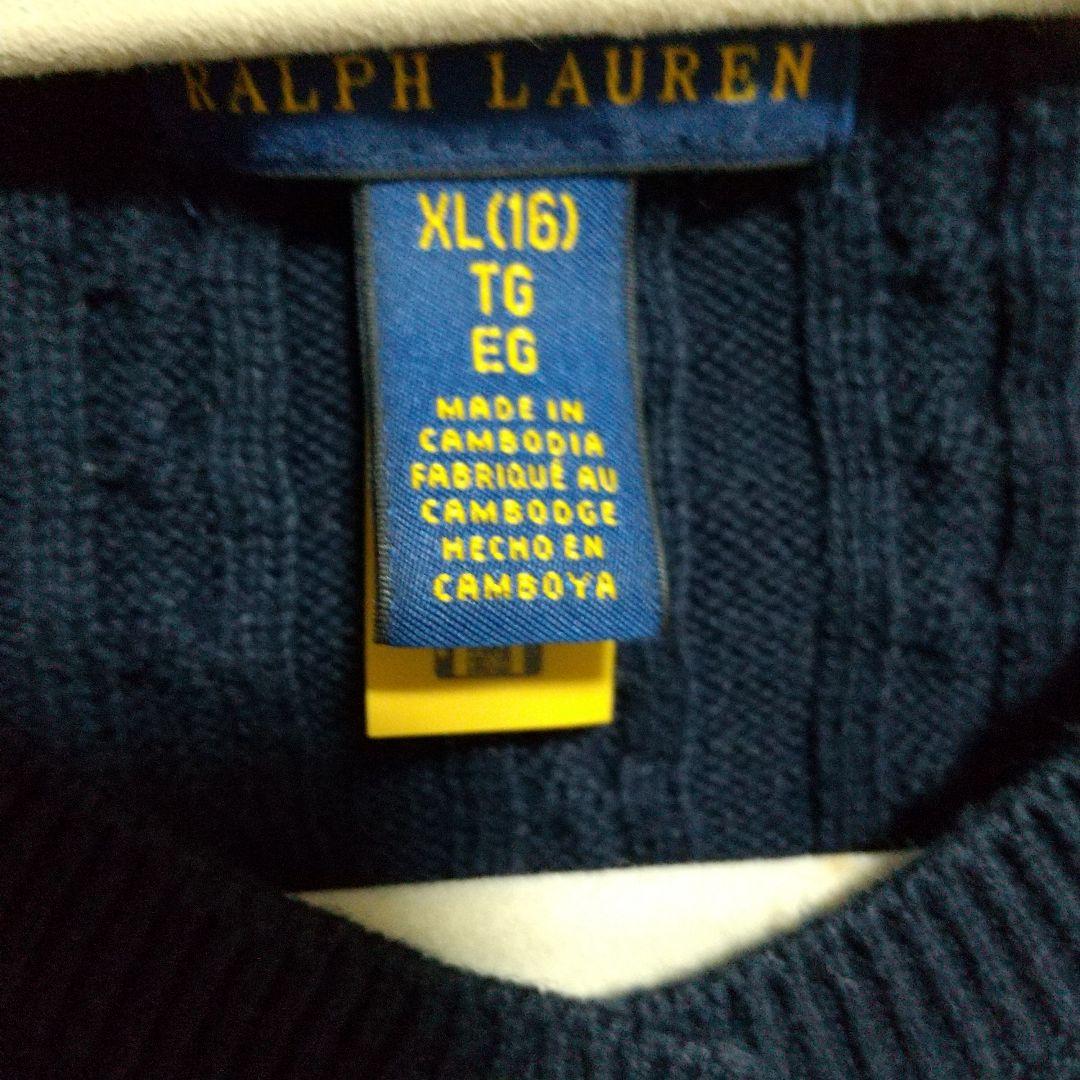 RALPH LAUREN
XL(16)
TG
EG
MADE IN
CAMBODIA
FABRIQUÉ AU
CAMBODGE
HECHO EN
CAMBOYA